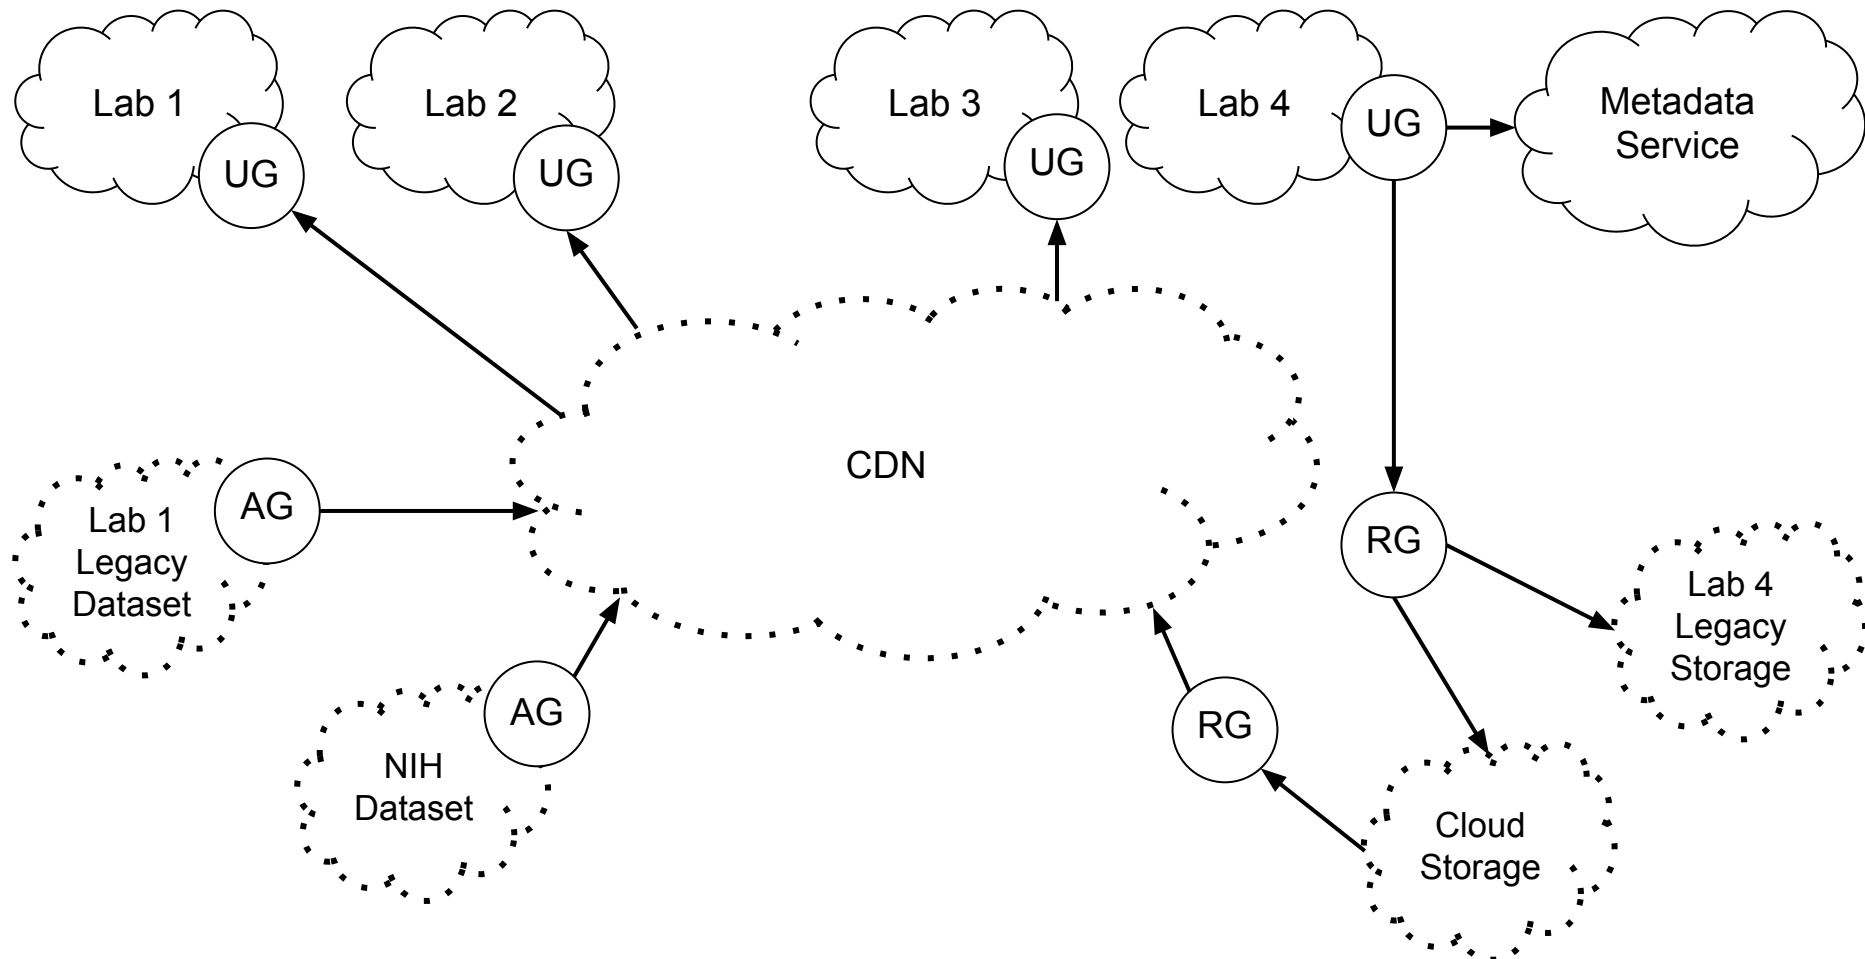 Lab 1
UG
Lab 2
UG
Lab 3
UG
Lab 4
UG
Metadata
Service
CDN
AG
Lab 1
Legacy
Dataset
AG
NIH
Dataset
RG
RG
Lab 4
Legacy
Storage
Cloud
Storage